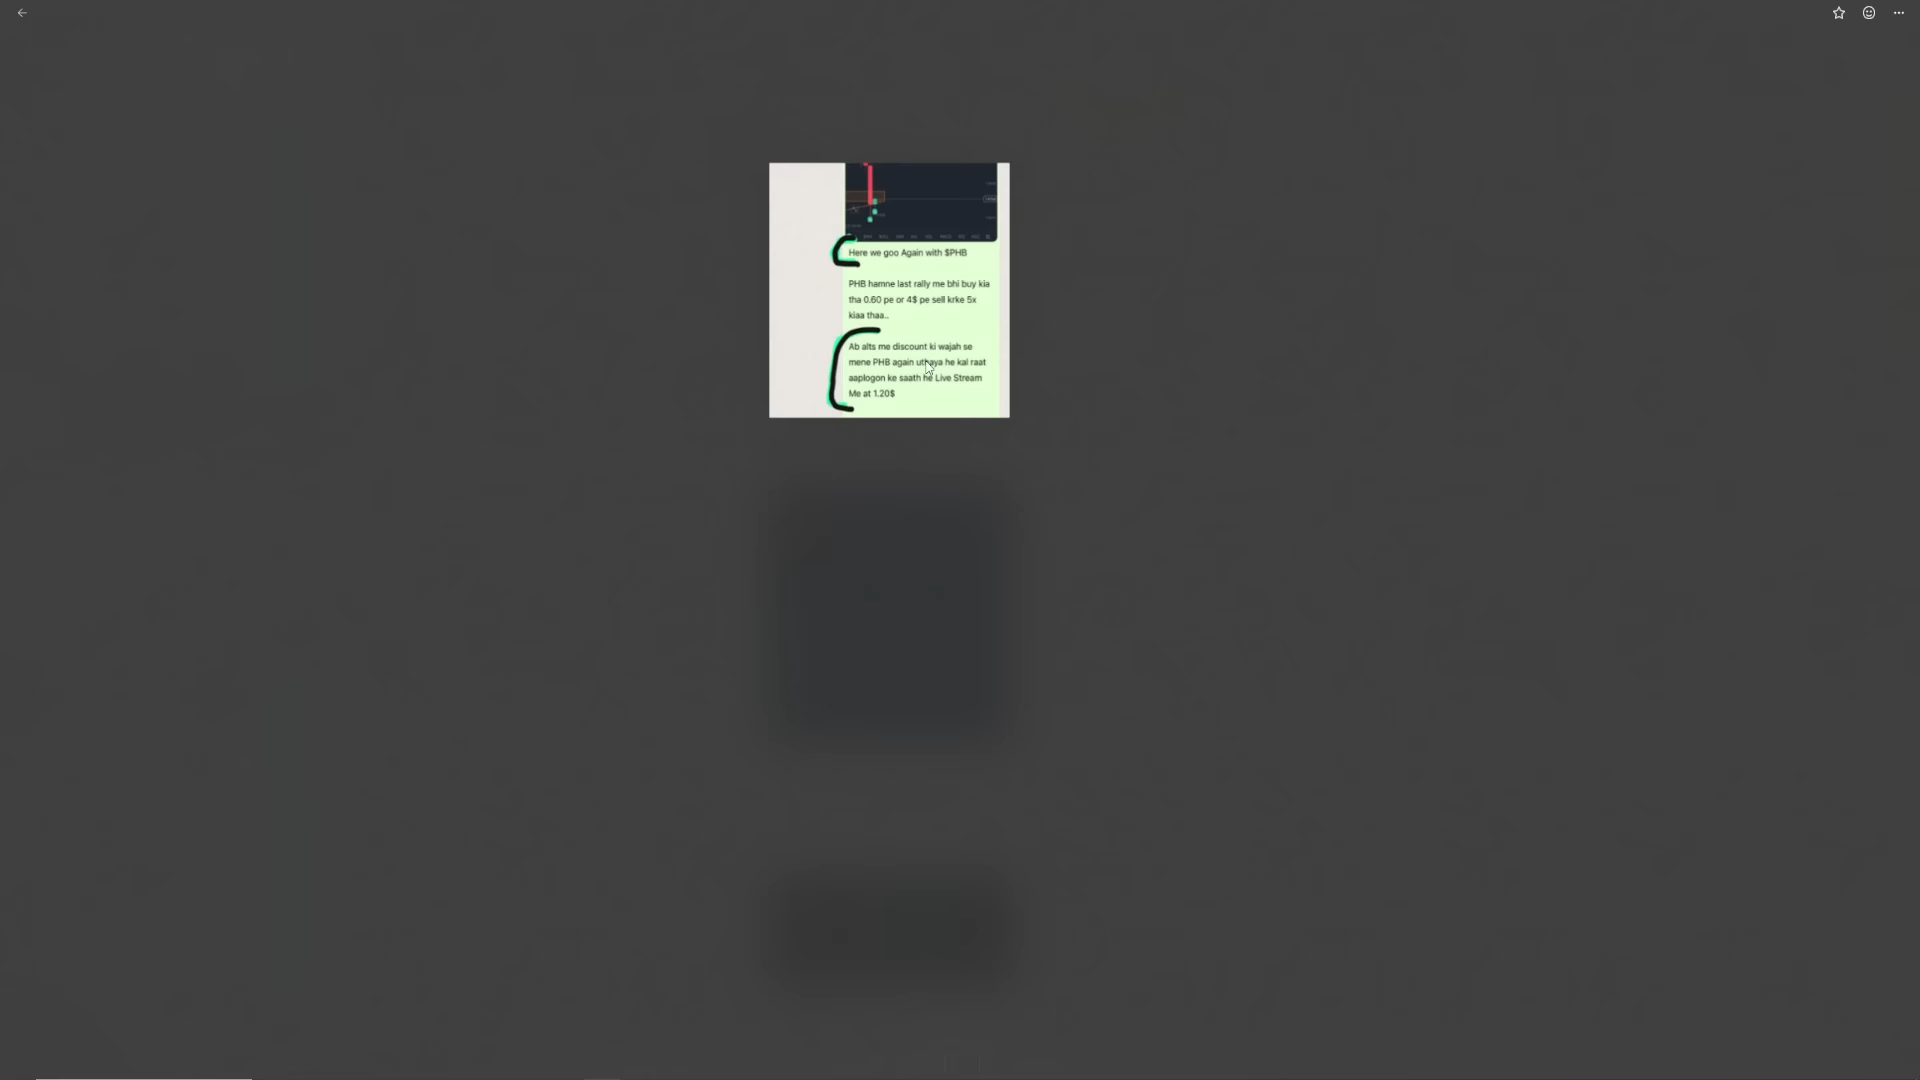 Here we goo Again with $PHB
PHB hamne last rally me bhi buy kia
tha 0.60 pe or 4$ pe sell krke 5x
kiaa thaa..
Ab alts me discount ki wajah se
mene PHB again uthaya he kal raat
aaplogon ke saath he Live Stream
Me at 1.20$